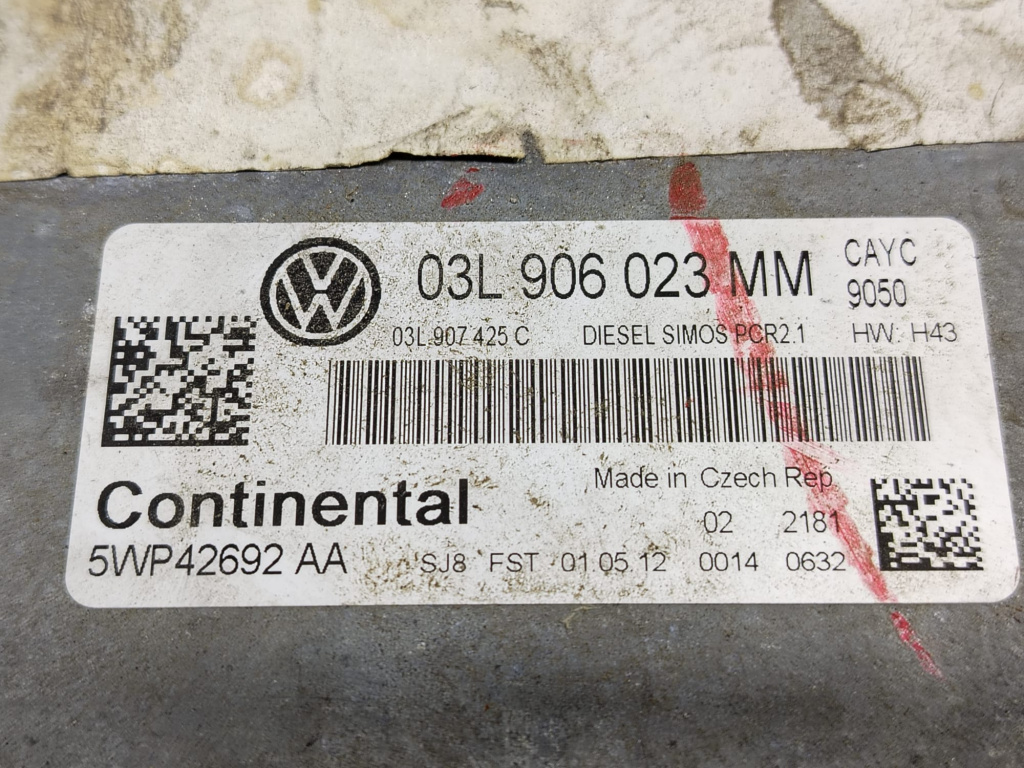 03L 906 023 MM
CAYC
9050
03L 907 425 C DIESEL SIMOS PCR2.1 HW: H43
Made in Czech Rep
Continental
02 2181
5WP42692 AA SJ8 FST 01.05.12 0014 0632